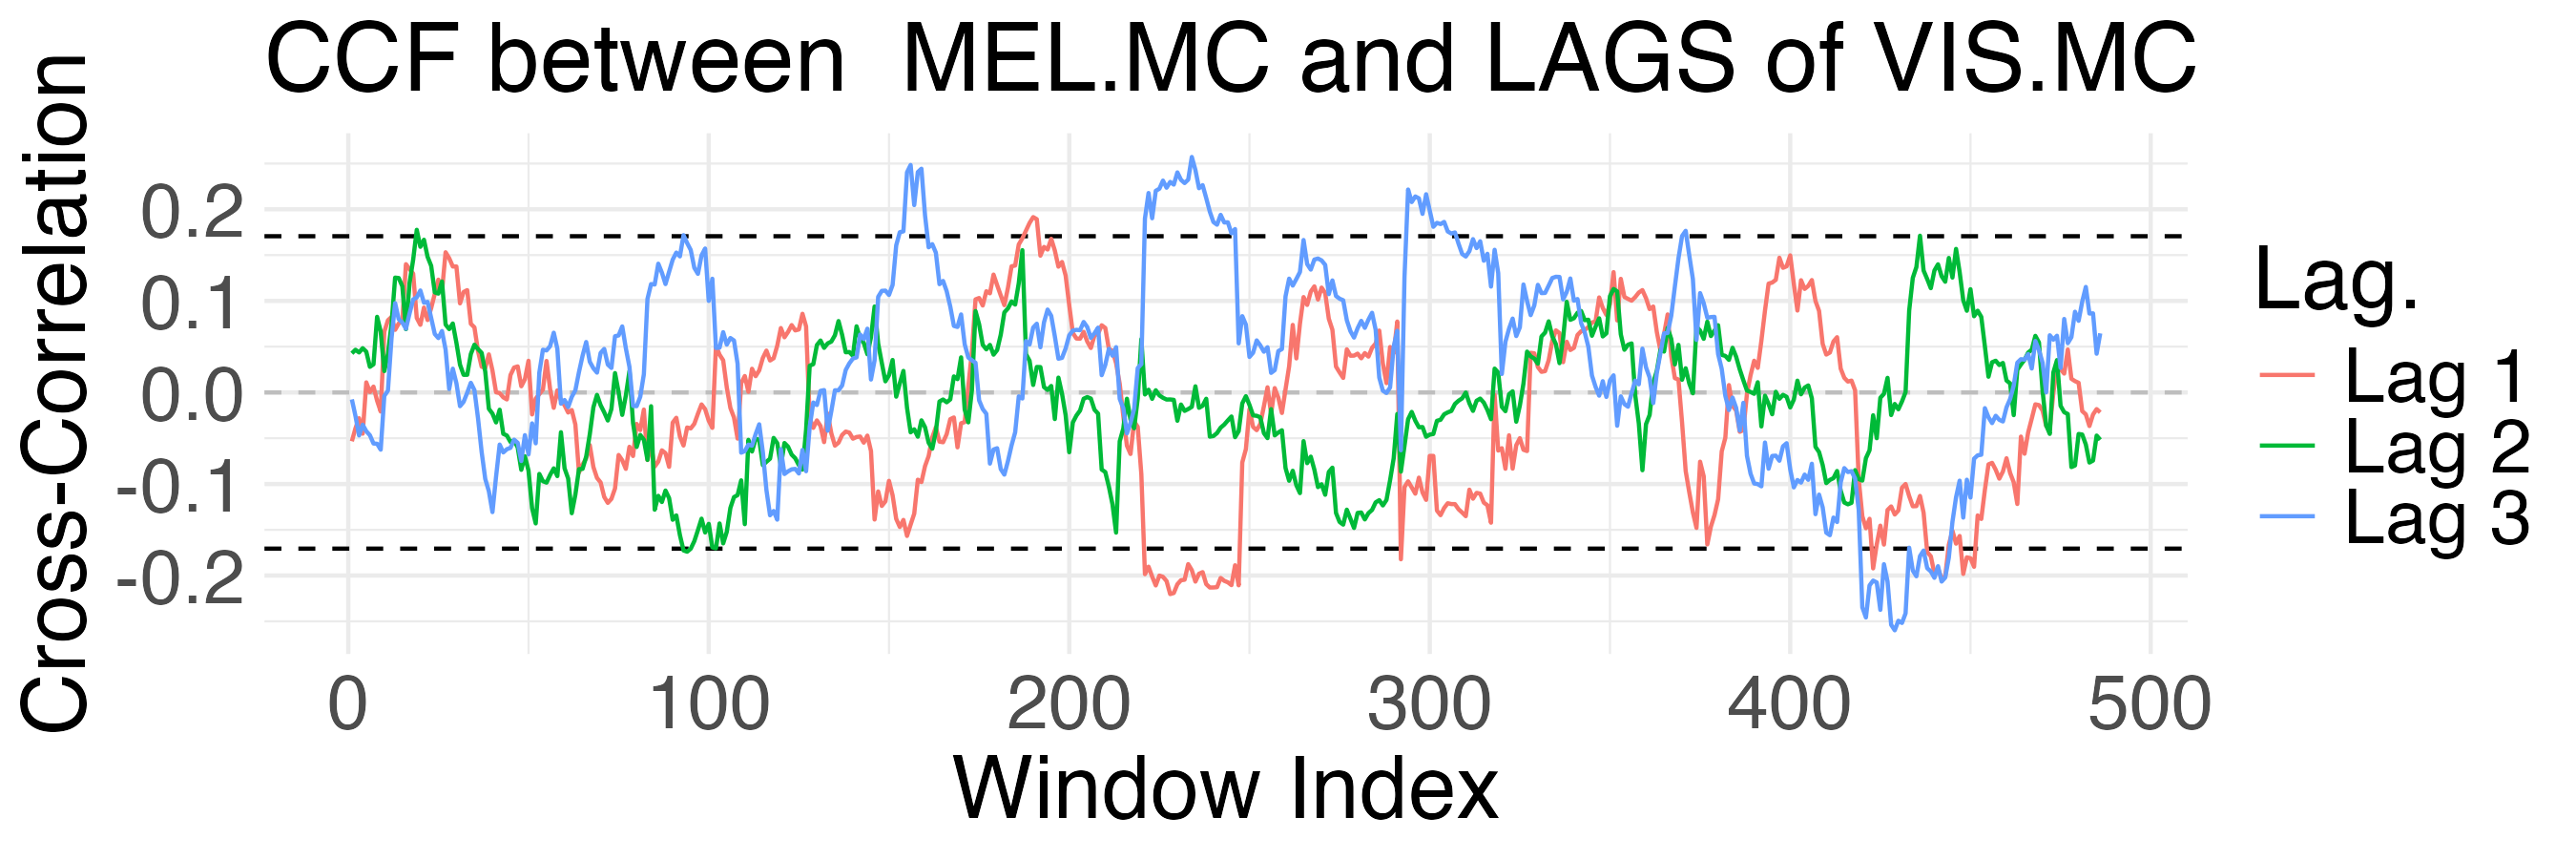 CCF between  MEL.MC and LAGS of VIS.MC
Cross-Correlation
0.2
0.1
0.0
-0.1
-0.2
0 100 200 300 400 500
Window Index
Lag.
Lag 1
Lag 2
Lag 3